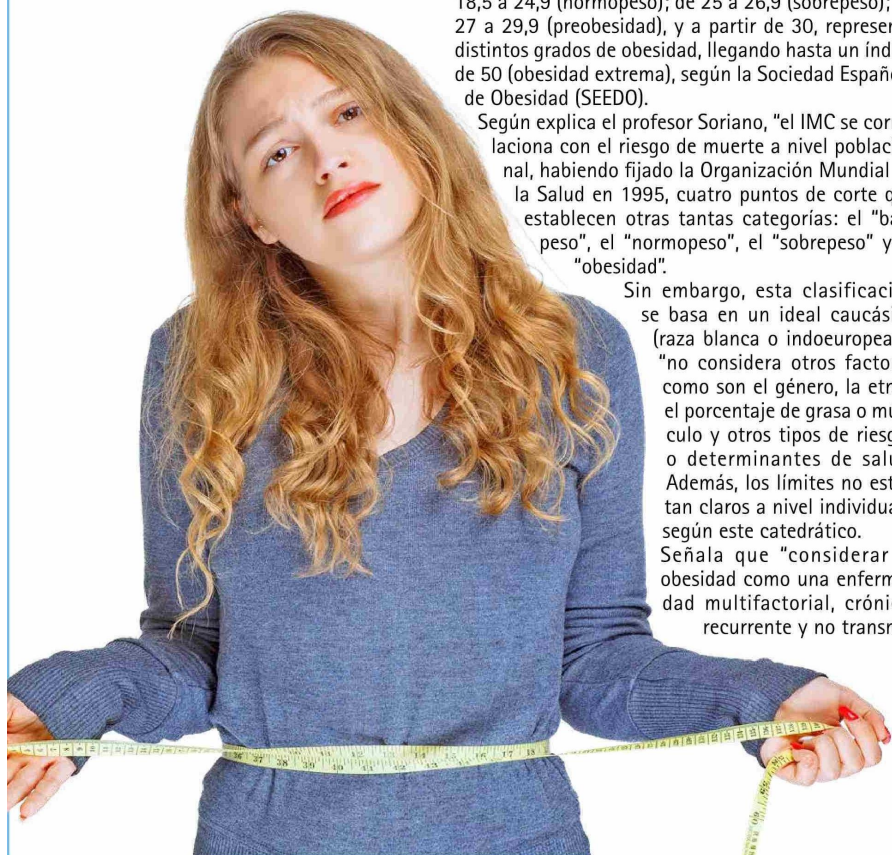 18,5 a 24,9 (normopeso); de 25 a 26,9 (sobrepeso);
27 a 29,9 (preobesidad), y a partir de 30, represen
distintos grados de obesidad, llegando hasta un índ
de 50 (obesidad extrema), según la Sociedad Españ
de Obesidad (SEEDO).
Según explica el profesor Soriano, “el IMC se cor
laciona con el riesgo de muerte a nivel poblac
nal, habiendo fijado la Organización Mundial
la Salud en 1995, cuatro puntos de corte q
establecen otras tantas categorías: el “ba
peso”, el “normopeso”, el “sobrepeso” y
“obesidad”.
Sin embargo, esta clasificaci
se basa en un ideal caucási
(raza blanca o indoeuropea
“no considera otros facto
como son el género, la etn
el porcentaje de grasa o mu
culo y otros tipos de riesg
o determinantes de salu
Además, los límites no est
tan claros a nivel individua
según este catedrático.
Señala que “considerar
obesidad como una enferm
dad multifactorial, cróni
recurrente y no transm